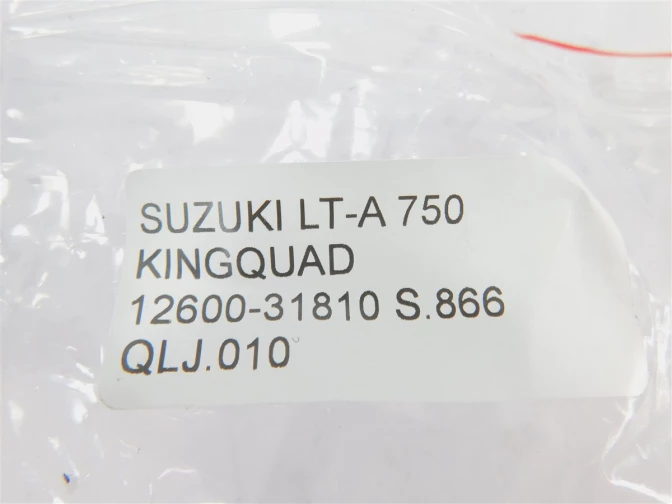 SUZUKI LT-A 750
KINGQUAD
12600-31810 S.866
QLJ.010